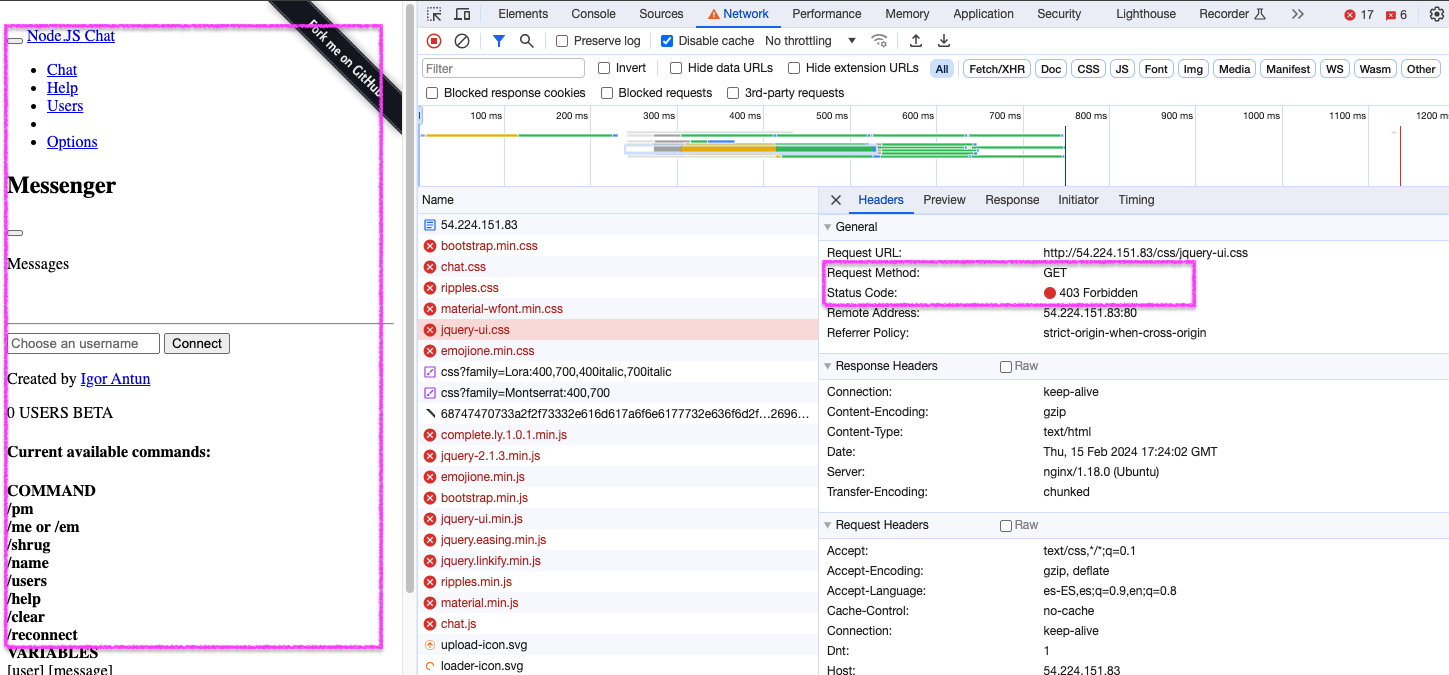 Fork me on GitHub
Node.JS Chat
Chat
Help
Users
Options
Messenger
Messages
Choose an username
Connect
Created by Igor Antun
0 USERS BETA
Current available commands:
COMMAND
/pm
/me or /em
/shrug
/name
/users
/help
/clear
/reconnect
VARIABLES
[user] [message]
Elements Console Sources Network Performance Memory Application Security Lighthouse Recorder 17 6
Preserve log Disable cache No throttling
Filter Invert Hide data URLs Hide extension URLs All Fetch/XHR Doc CSS JS Font Img Media Manifest WS Wasm Other
Blocked response cookies Blocked requests 3rd-party requests
100 ms 200 ms 300 ms 400 ms 500 ms 600 ms 700 ms 800 ms 900 ms 1000 ms 1100 ms 1200 m
Name
54.224.151.83
bootstrap.min.css
chat.css
ripples.css
material-wfont.min.css
jquery-ui.css
emojione.min.css
css?family=Lora:400,700,400italic,700italic
css?family=Montserrat:400,700
68747470733a2f2f73332e616d617a6f6e6177732e636f6d2f...2696...
complete.ly.1.0.1.min.js
jquery-2.1.3.min.js
emojione.min.js
bootstrap.min.js
jquery-ui.min.js
jquery.easing.min.js
jquery.linkify.min.js
ripples.min.js
material.min.js
chat.js
upload-icon.svg
loader-icon.svg
Headers Preview Response Initiator Timing
General
Request URL: http://54.224.151.83/css/jquery-ui.css
Request Method: GET
Status Code: 403 Forbidden
Remote Address: 54.224.151.83:80
Referrer Policy: strict-origin-when-cross-origin
Response Headers Raw
Connection: keep-alive
Content-Encoding: gzip
Content-Type: text/html
Date: Thu, 15 Feb 2024 17:24:02 GMT
Server: nginx/1.18.0 (Ubuntu)
Transfer-Encoding: chunked
Request Headers Raw
Accept: text/css,*/*;q=0.1
Accept-Encoding: gzip, deflate
Accept-Language: es-ES,es;q=0.9,en;q=0.8
Cache-Control: no-cache
Connection: keep-alive
Dnt: 1
Host: 54.224.151.83